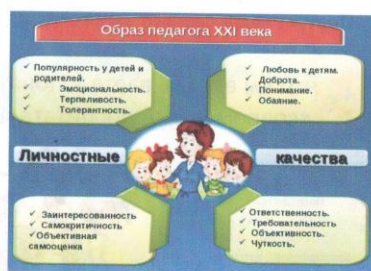 Образ педагога XXI века
✓ Популярность у детей и
родителей.
✓ Эмоциональность.
✓ Терпеливость.
✓ Толерантность.
✓ Любовь к детям.
✓ Доброта.
✓ Понимание.
✓ Обаяние.
Личностные
качества
✓ Заинтересованность
✓ Самокритичность
✓ Объективная
самооценка
✓ Ответственность.
✓ Требовательность
✓ Объективность.
✓ Чуткость.